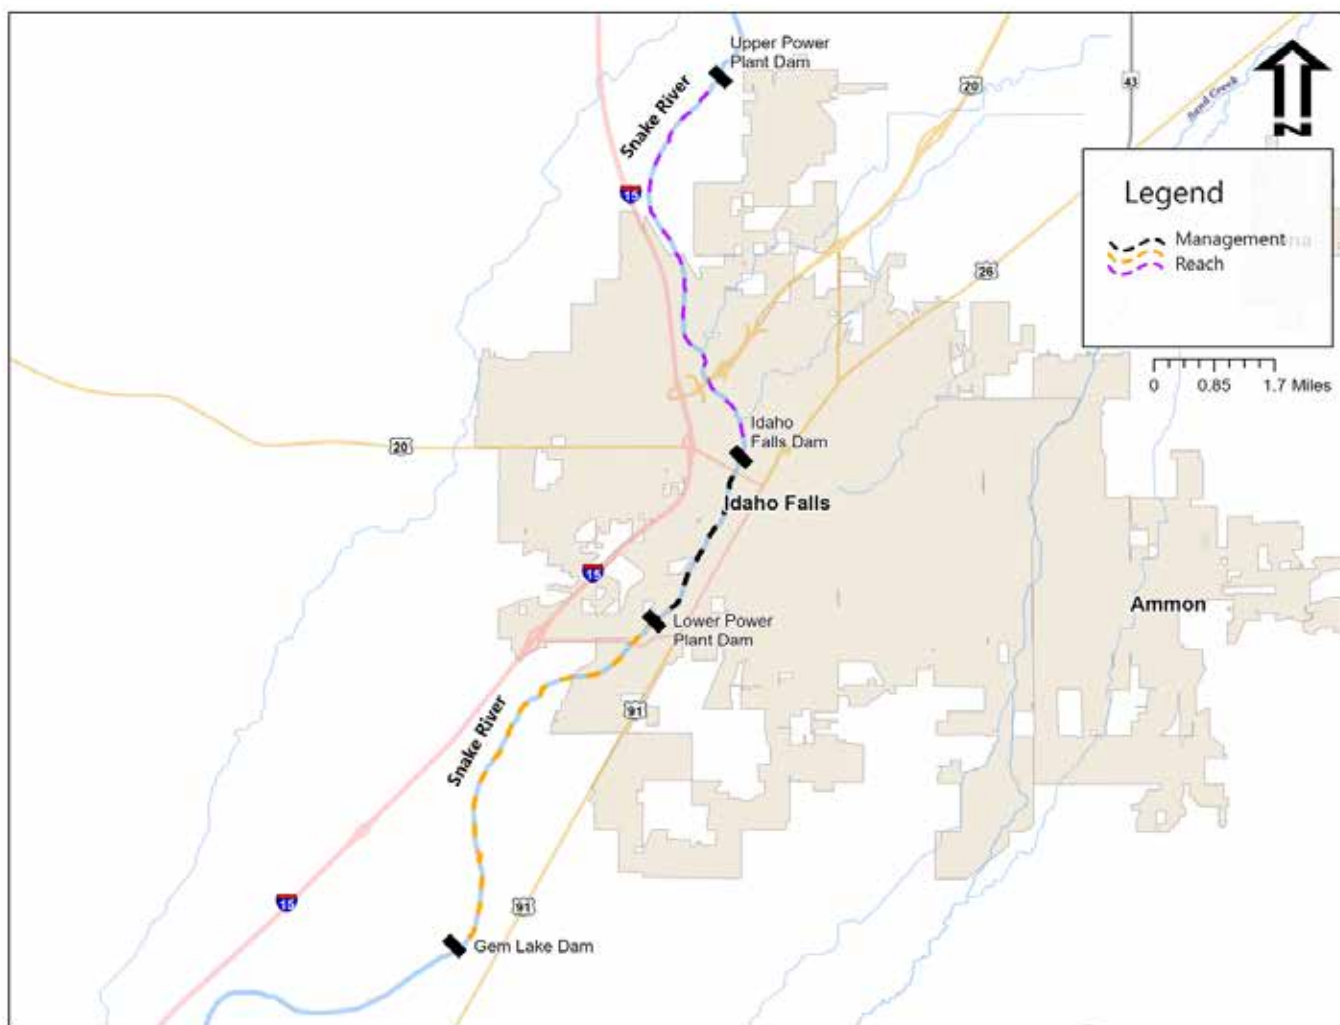 Upper Power
Plant Dam
Snake River
20
43
Sand Creek
N
15
Legend
Management
Reach
26
0 0.85 1.7 Miles
Idaho
Falls Dam
20
Idaho Falls
15
Ammon
Lower Power
Plant Dam
91
Snake River
15
91
Gem Lake Dam